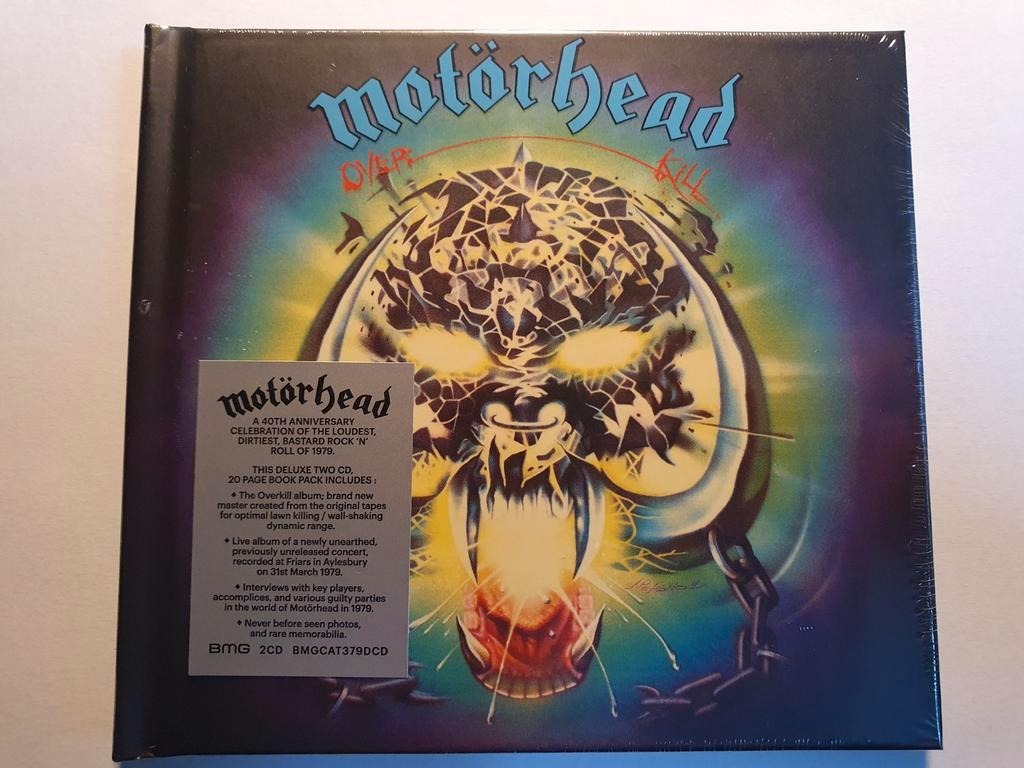 motörhead
OVER KILL
motörhead
A 40TH ANNIVERSARY
CELEBRATION OF THE LOUDEST,
DIRTIEST, BASTARD ROCK 'N'
ROLL OF 1979.
THIS DELUXE TWO CD,
20 PAGE BOOK PACK INCLUDES :
♦ The Overkill album; brand new
master created from the original tapes
for optimal lawn killing / wall-shaking
dynamic range.
♦ Live album of a newly unearthed,
previously unreleased concert,
recorded at Friars in Aylesbury
on 31st March 1979.
♦ Interviews with key players,
accomplices, and various guilty parties
in the world of Motörhead in 1979.
♦ Never before seen photos,
and rare memorabilia.
BMG 2CD BMGCAT379DCD